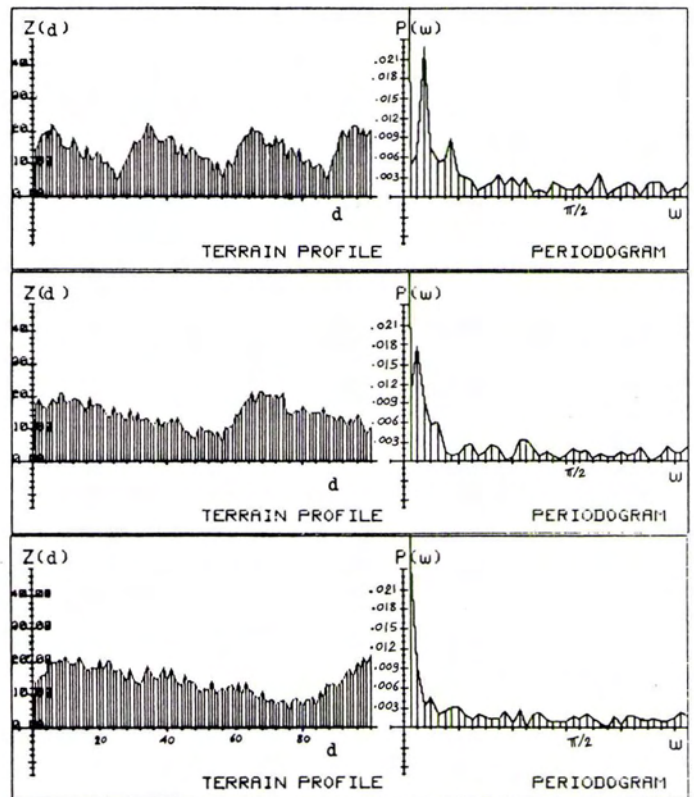 Z(d) P(ω)
.021
.018
.015
20 .009
.006
.003
d π/2 ω
TERRAIN PROFILE PERIODOGRAM
Z(d) P(ω)
.021
.018
.015
.012
.009
.006
.003
π/2
d ω
TERRAIN PROFILE PERIODOGRAM
Z(d) P(ω)
.021
.018
.015
.012
.009
.006
.003
20 40 60 80 π/2 ω
d
TERRAIN PROFILE PERIODOGRAM